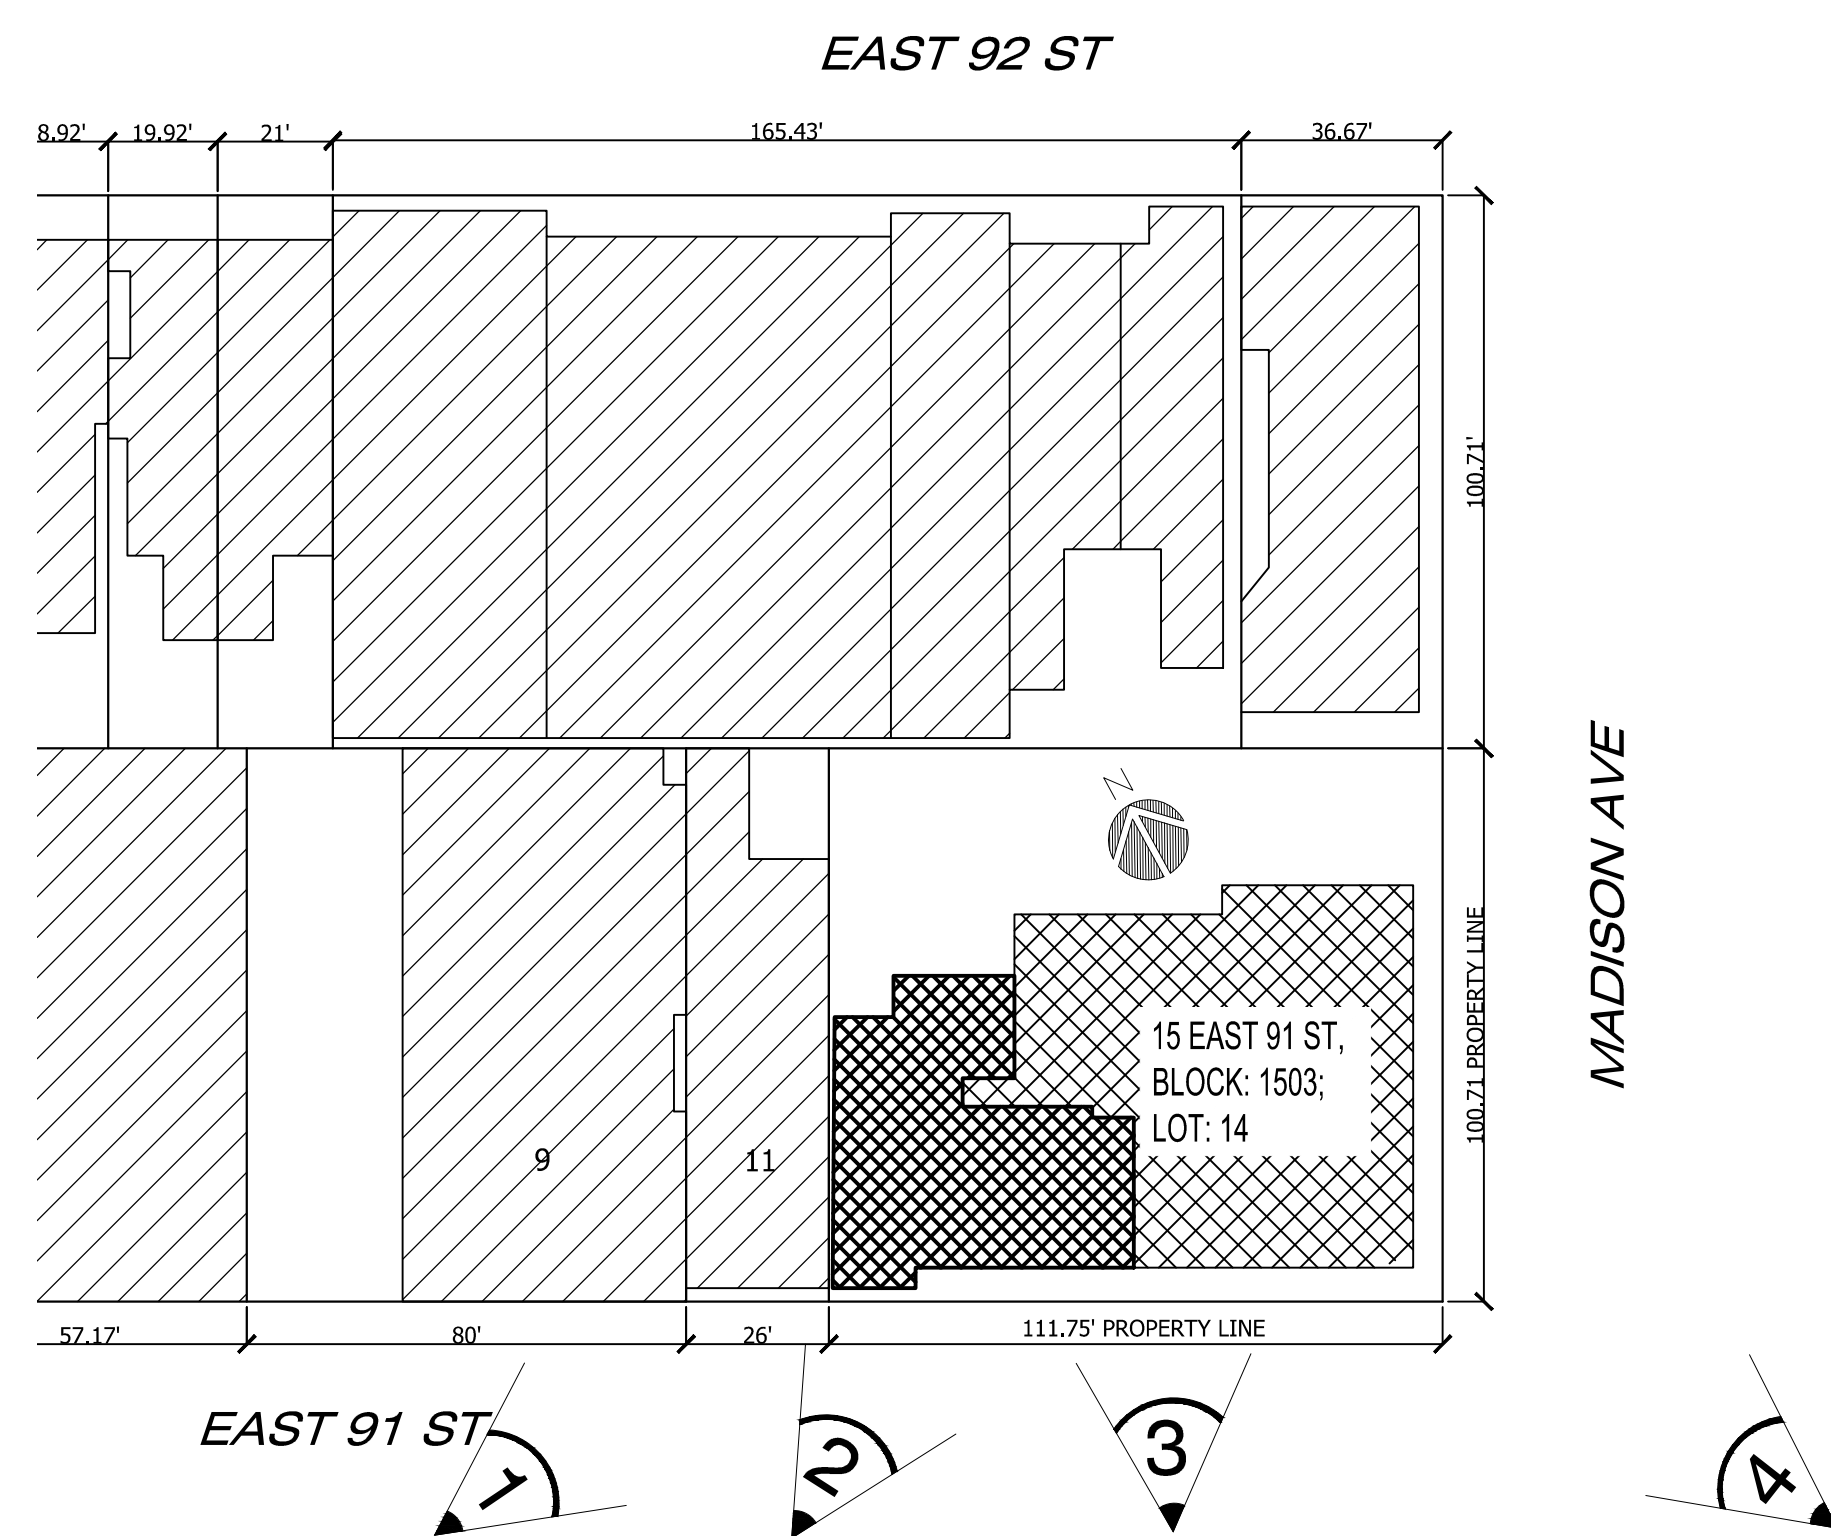 EAST 92 ST
8.92'
19.92'
21'
165.43'
36.67'
100.71'
MADISON AVE
N
100.71 PROPERTY LINE
15 EAST 91 ST,
BLOCK: 1503;
LOT: 14
9
11
57.17'
80'
26'
111.75' PROPERTY LINE
EAST 91 ST
1
2
3
4